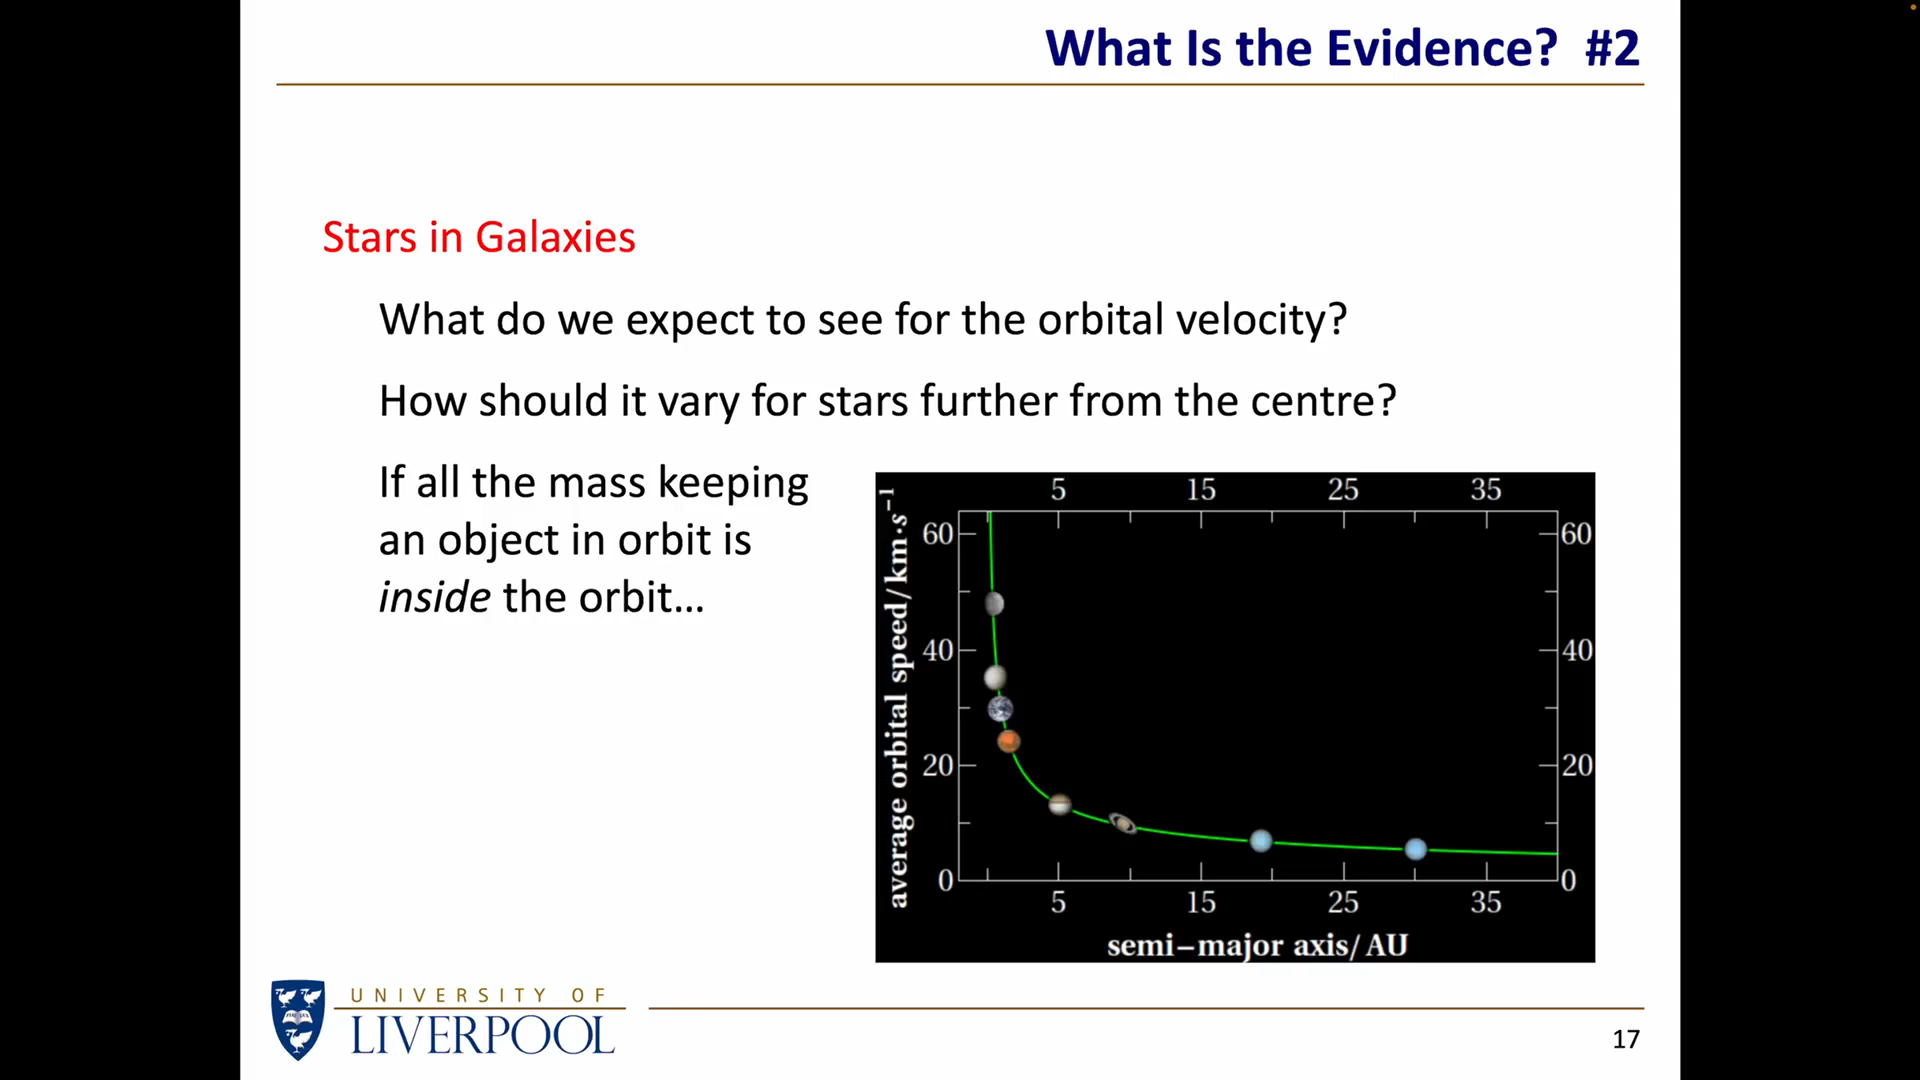 What Is the Evidence? #2
Stars in Galaxies
What do we expect to see for the orbital velocity?
How should it vary for stars further from the centre?
If all the mass keeping
an object in orbit is
inside the orbit...
5 15 25 35
average orbital speed/km·s⁻¹
60 60
40 40
20 20
0 0
5 15 25 35
semi−major axis/AU
UNIVERSITY OF
LIVERPOOL
17